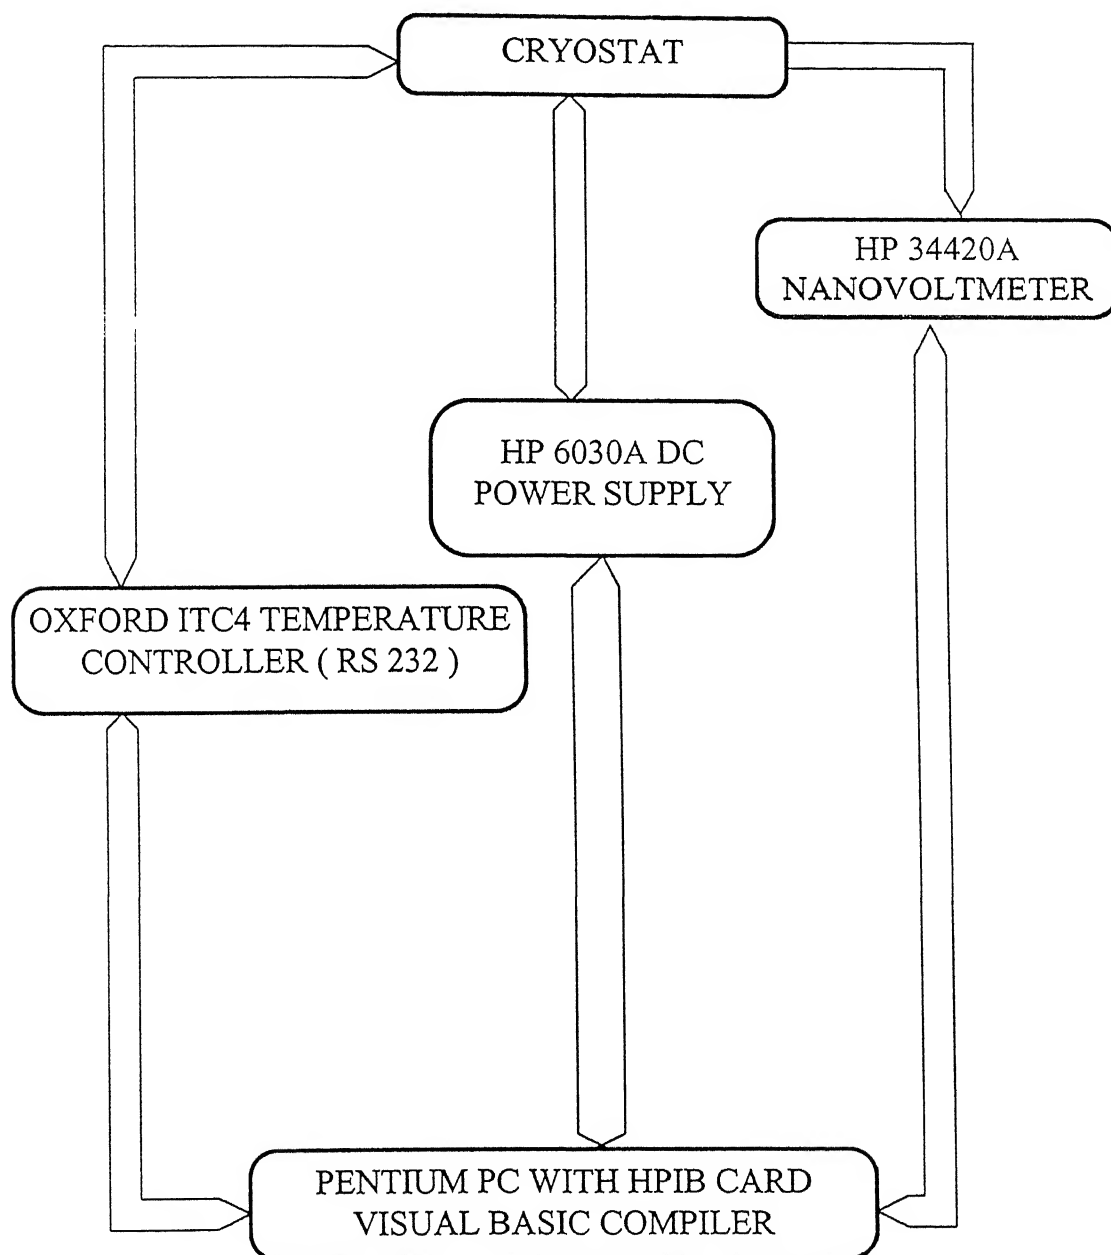 CRYOSTAT
HP 34420A
NANOVOLTMETER
HP 6030A DC
POWER SUPPLY
OXFORD ITC4 TEMPERATURE
CONTROLLER ( RS 232 )
PENTIUM PC WITH HPIB CARD
VISUAL BASIC COMPILER